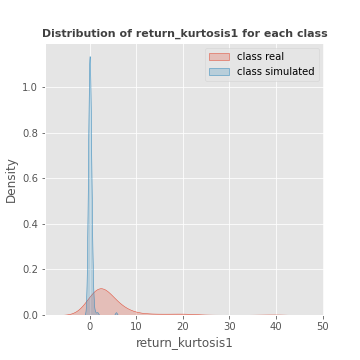 Distribution of return_kurtosis1 for each class
class real
class simulated
1.0
0.8
0.6
0.4
0.2
0.0
Density
0 10 20 30 40 50
return_kurtosis1